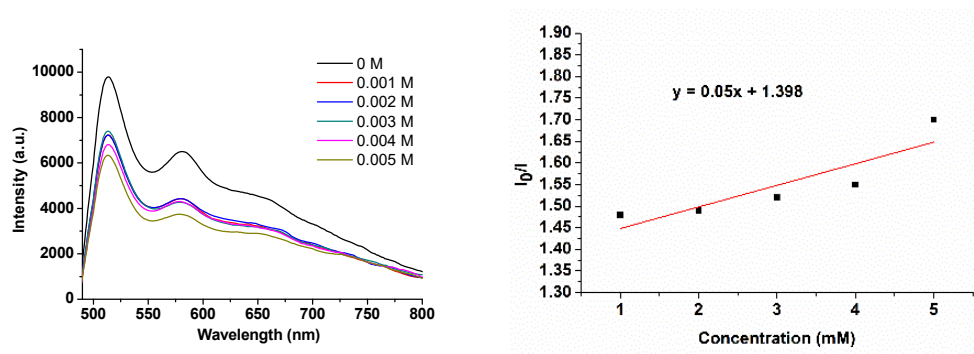 10000
8000
6000
4000
2000
0
Intensity (a.u.)
500 550 600 650 700 750 800
Wavelength (nm)
0 M
0.001 M
0.002 M
0.003 M
0.004 M
0.005 M
1.90
1.85
1.80
1.75
1.70
1.65
1.60
1.55
1.50
1.45
1.40
1.35
1.30
I0/I
y = 0.05x + 1.398
1 2 3 4 5
Concentration (mM)